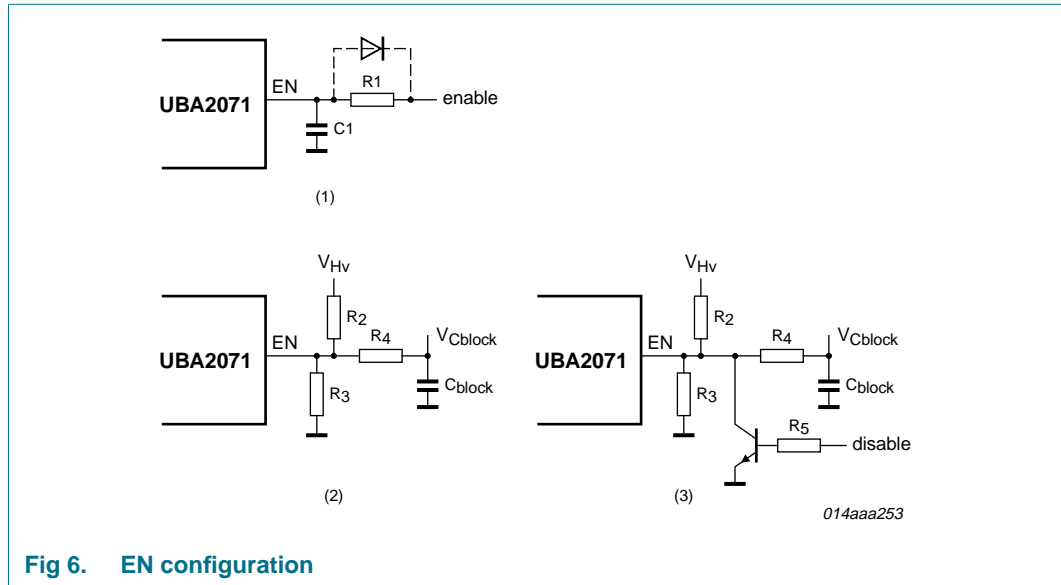 EN
R1
enable
UBA2071
C1
(1)
VHv
R2
R4
VCblock
EN
UBA2071
R3
Cblock
(2)
VHv
R2
R4
VCblock
EN
UBA2071
R3
Cblock
R5
disable
(3)
014aaa253
Fig 6. EN configuration